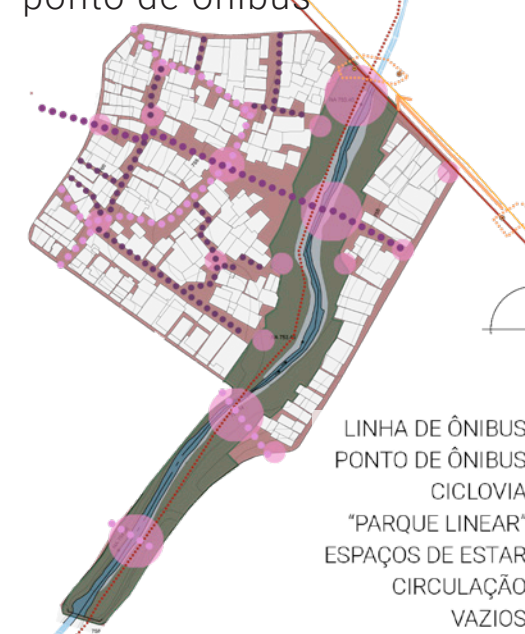 ponto de ônibus
LINHA DE ÔNIBUS
PONTO DE ÔNIBUS
CICLOVIA
"PARQUE LINEAR"
ESPAÇOS DE ESTAR
CIRCULAÇÃO
VAZIOS